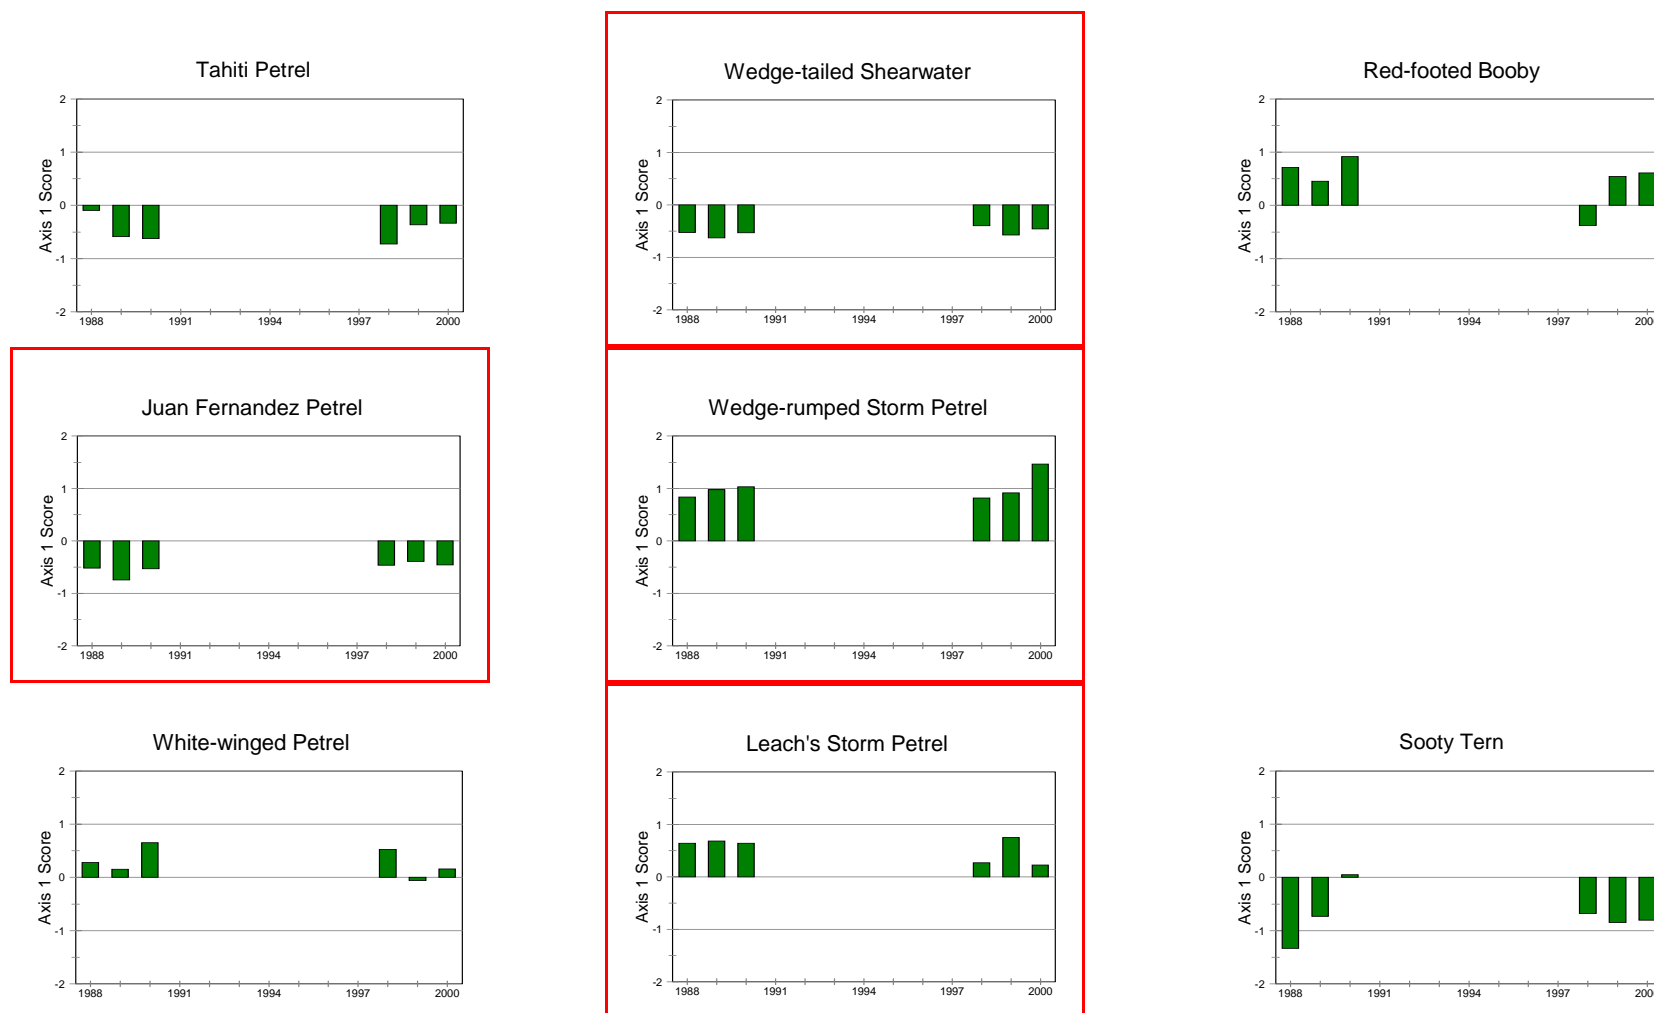 Tahiti Petrel
2
1
0
-1
-2
Axis 1 Score
1988 1991 1994 1997 2000
Wedge-tailed Shearwater
2
1
0
-1
-2
Axis 1 Score
1988 1991 1994 1997 2000
Red-footed Booby
2
1
0
-1
-2
Axis 1 Score
1988 1991 1994 1997
Juan Fernandez Petrel
2
1
0
-1
-2
Axis 1 Score
1988 1991 1994 1997 2000
Wedge-rumped Storm Petrel
2
1
0
-1
-2
Axis 1 Score
1988 1991 1994 1997 2000
White-winged Petrel
2
1
0
-1
-2
Axis 1 Score
1988 1991 1994 1997 2000
Leach's Storm Petrel
2
1
0
-1
-2
Axis 1 Score
1988 1991 1994 1997 2000
Sooty Tern
2
1
0
-1
-2
Axis 1 Score
1988 1991 1994 1997